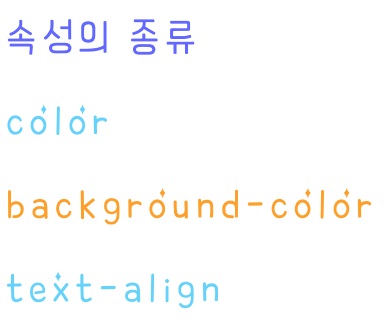 속성의 종류
color
background-color
text-align